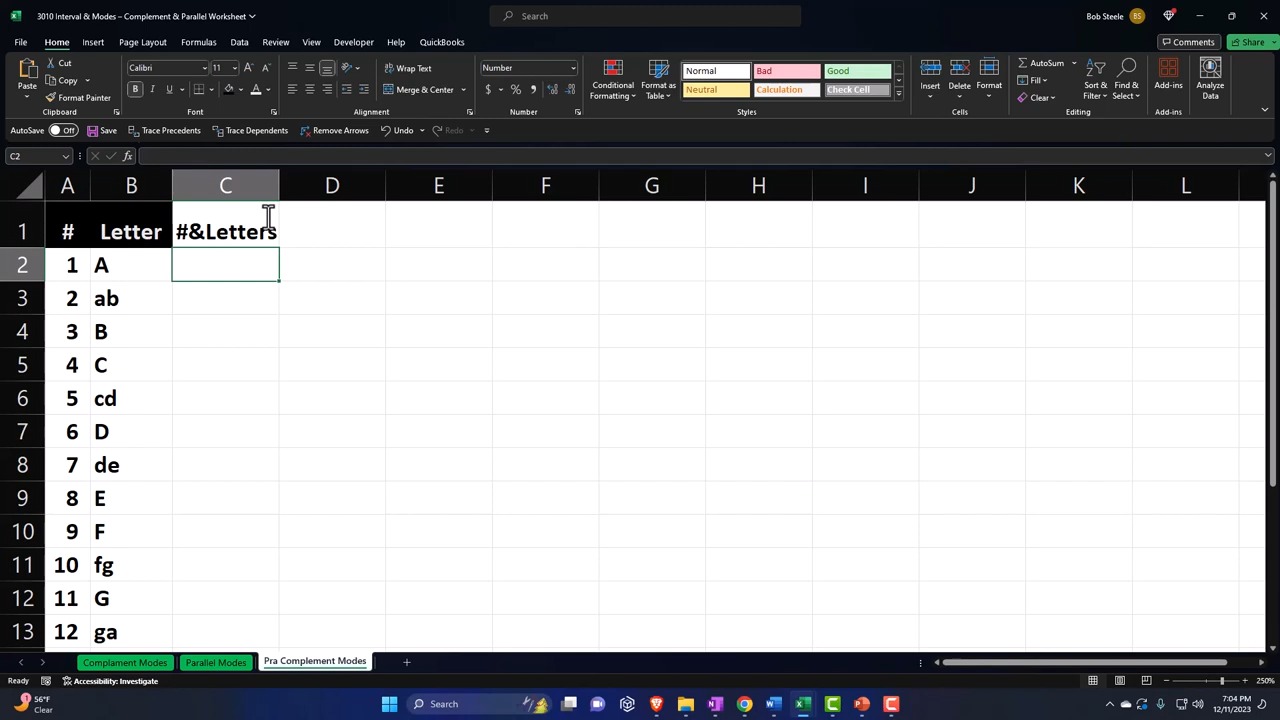 3010 Interval & Modes – Complement & Parallel Worksheet
Search
Bob Steele BS
File Home Insert Page Layout Formulas Data Review View Developer Help QuickBooks
Comments Share
Paste
Cut
Copy
Format Painter
Clipboard
Calibri 11
Font
Wrap Text
Merge & Center
Alignment
Number
Number
Conditional Formatting
Format as Table
Normal Bad Good
Neutral Calculation Check Cell
Styles
Insert Delete Format
Cells
AutoSum
Fill
Clear
Sort & Filter
Find & Select
Editing
Add-ins
Add-ins
Analyze Data
AutoSave Off Save Trace Precedents Trace Dependents Remove Arrows Undo Redo
C2
A B C D E F G H I J K L
1 # Letter #&Letters
2 1 A
3 2 ab
4 3 B
5 4 C
6 5 cd
7 6 D
8 7 de
9 8 E
10 9 F
11 10 fg
12 11 G
13 12 ga
Complament Modes Parallel Modes Pra Complement Modes
Ready Accessibility: Investigate 250%
1 56°F
Clear
Search
7:04 PM
12/11/2023